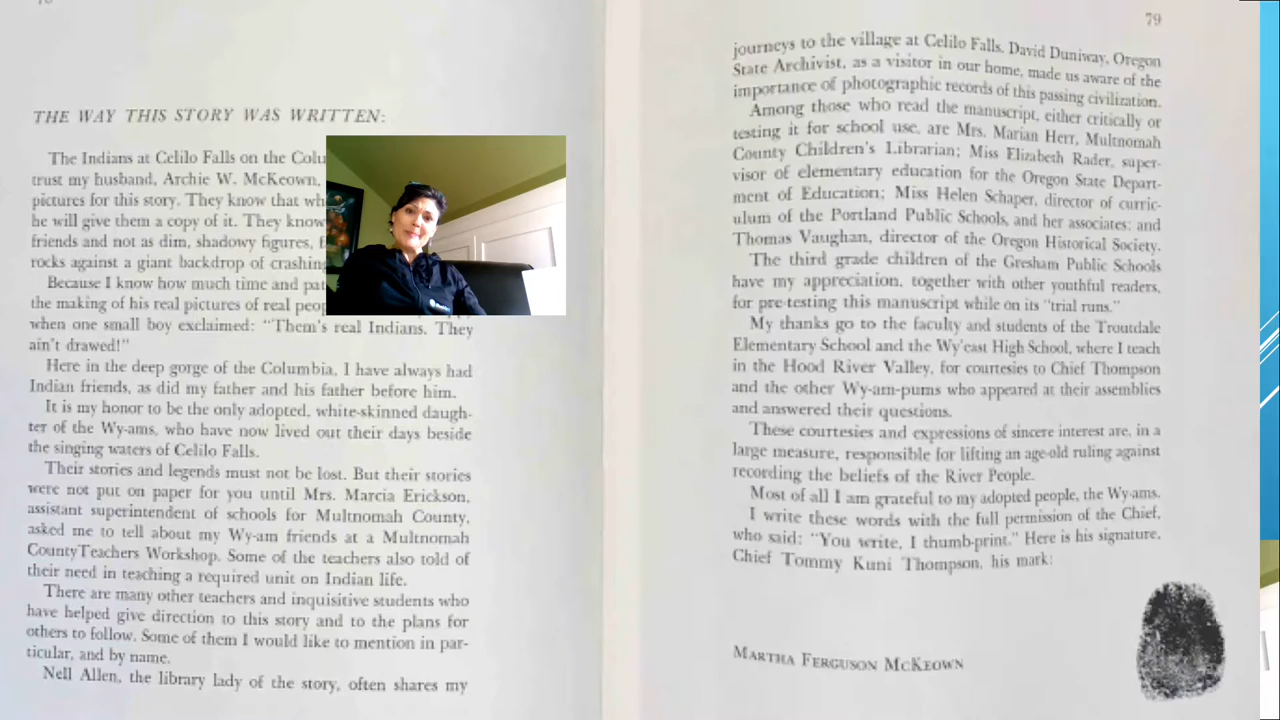 THE WAY THIS STORY WAS WRITTEN:
The Indians at Celilo Falls on the
trust my husband, Archie W. McKeown,
pictures for this story. They know that
he will give them a copy of it. They know
friends and not as dim, shadowy figures,
rocks against a giant backdrop of crashing
Because I know how much time and
the making of his real pictures of real
when one small boy exclaimed: "Them's real Indians. They
ain't drawed!"
Here in the deep gorge of the Columbia, I have always had
Indian friends, as did my father and his father before him.
It is my honor to be the only adopted, white-skinned daugh-
ter of the Wy-ams, who have now lived out their days beside
the singing waters of Celilo Falls.
Their stories and legends must not be lost. But their stories
were not put on paper for you until Mrs. Marcia Erickson,
assistant superintendent of schools for Multnomah County,
asked me to tell about my Wy-am friends at a Multnomah
CountyTeachers Workshop. Some of the teachers also told of
their need in teaching a required unit on Indian life.
There are many other teachers and inquisitive students who
have helped give direction to this story and to the plans for
others to follow. Some of them I would like to mention in par-
ticular, and by name.
Nell Allen, the library lady of the story, often shares my
79
journeys to the village at Celilo Falls. David Duniway, Oregon
State Archivist, as a visitor in our home, made us aware of the
importance of photographic records of this passing civilization.
Among those who read the manuscript, either critically or
testing it for school use, are Mrs. Marian Herr, Multnomah
County Children's Librarian; Miss Elizabeth Rader, super-
visor of elementary education for the Oregon State Depart-
ment of Education; Miss Helen Schaper, director of curric-
ulum of the Portland Public Schools, and her associates; and
Thomas Vaughan, director of the Oregon Historical Society.
The third grade children of the Gresham Public Schools
have my appreciation, together with other youthful readers,
for pre-testing this manuscript while on its "trial runs."
My thanks go to the faculty and students of the Troutdale
Elementary School and the Wy'east High School, where I teach
in the Hood River Valley, for courtesies to Chief Thompson
and the other Wy-am-pums who appeared at their assemblies
and answered their questions.
These courtesies and expressions of sincere interest are, in a
large measure, responsible for lifting an age-old ruling against
recording the beliefs of the River People.
Most of all I am grateful to my adopted people, the Wy-ams.
I write these words with the full permission of the Chief,
who said: "You write, I thumb-print." Here is his signature,
Chief Tommy Kuni Thompson, his mark:
MARTHA FERGUSON MCKEOWN